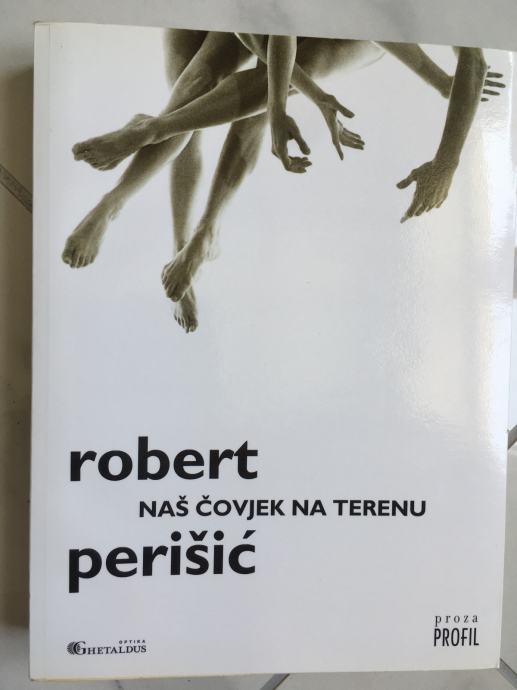 robert
NAŠ ČOVJEK NA TERENU
perišić
OPTIKA
GHETALDUS
proza
PROFIL